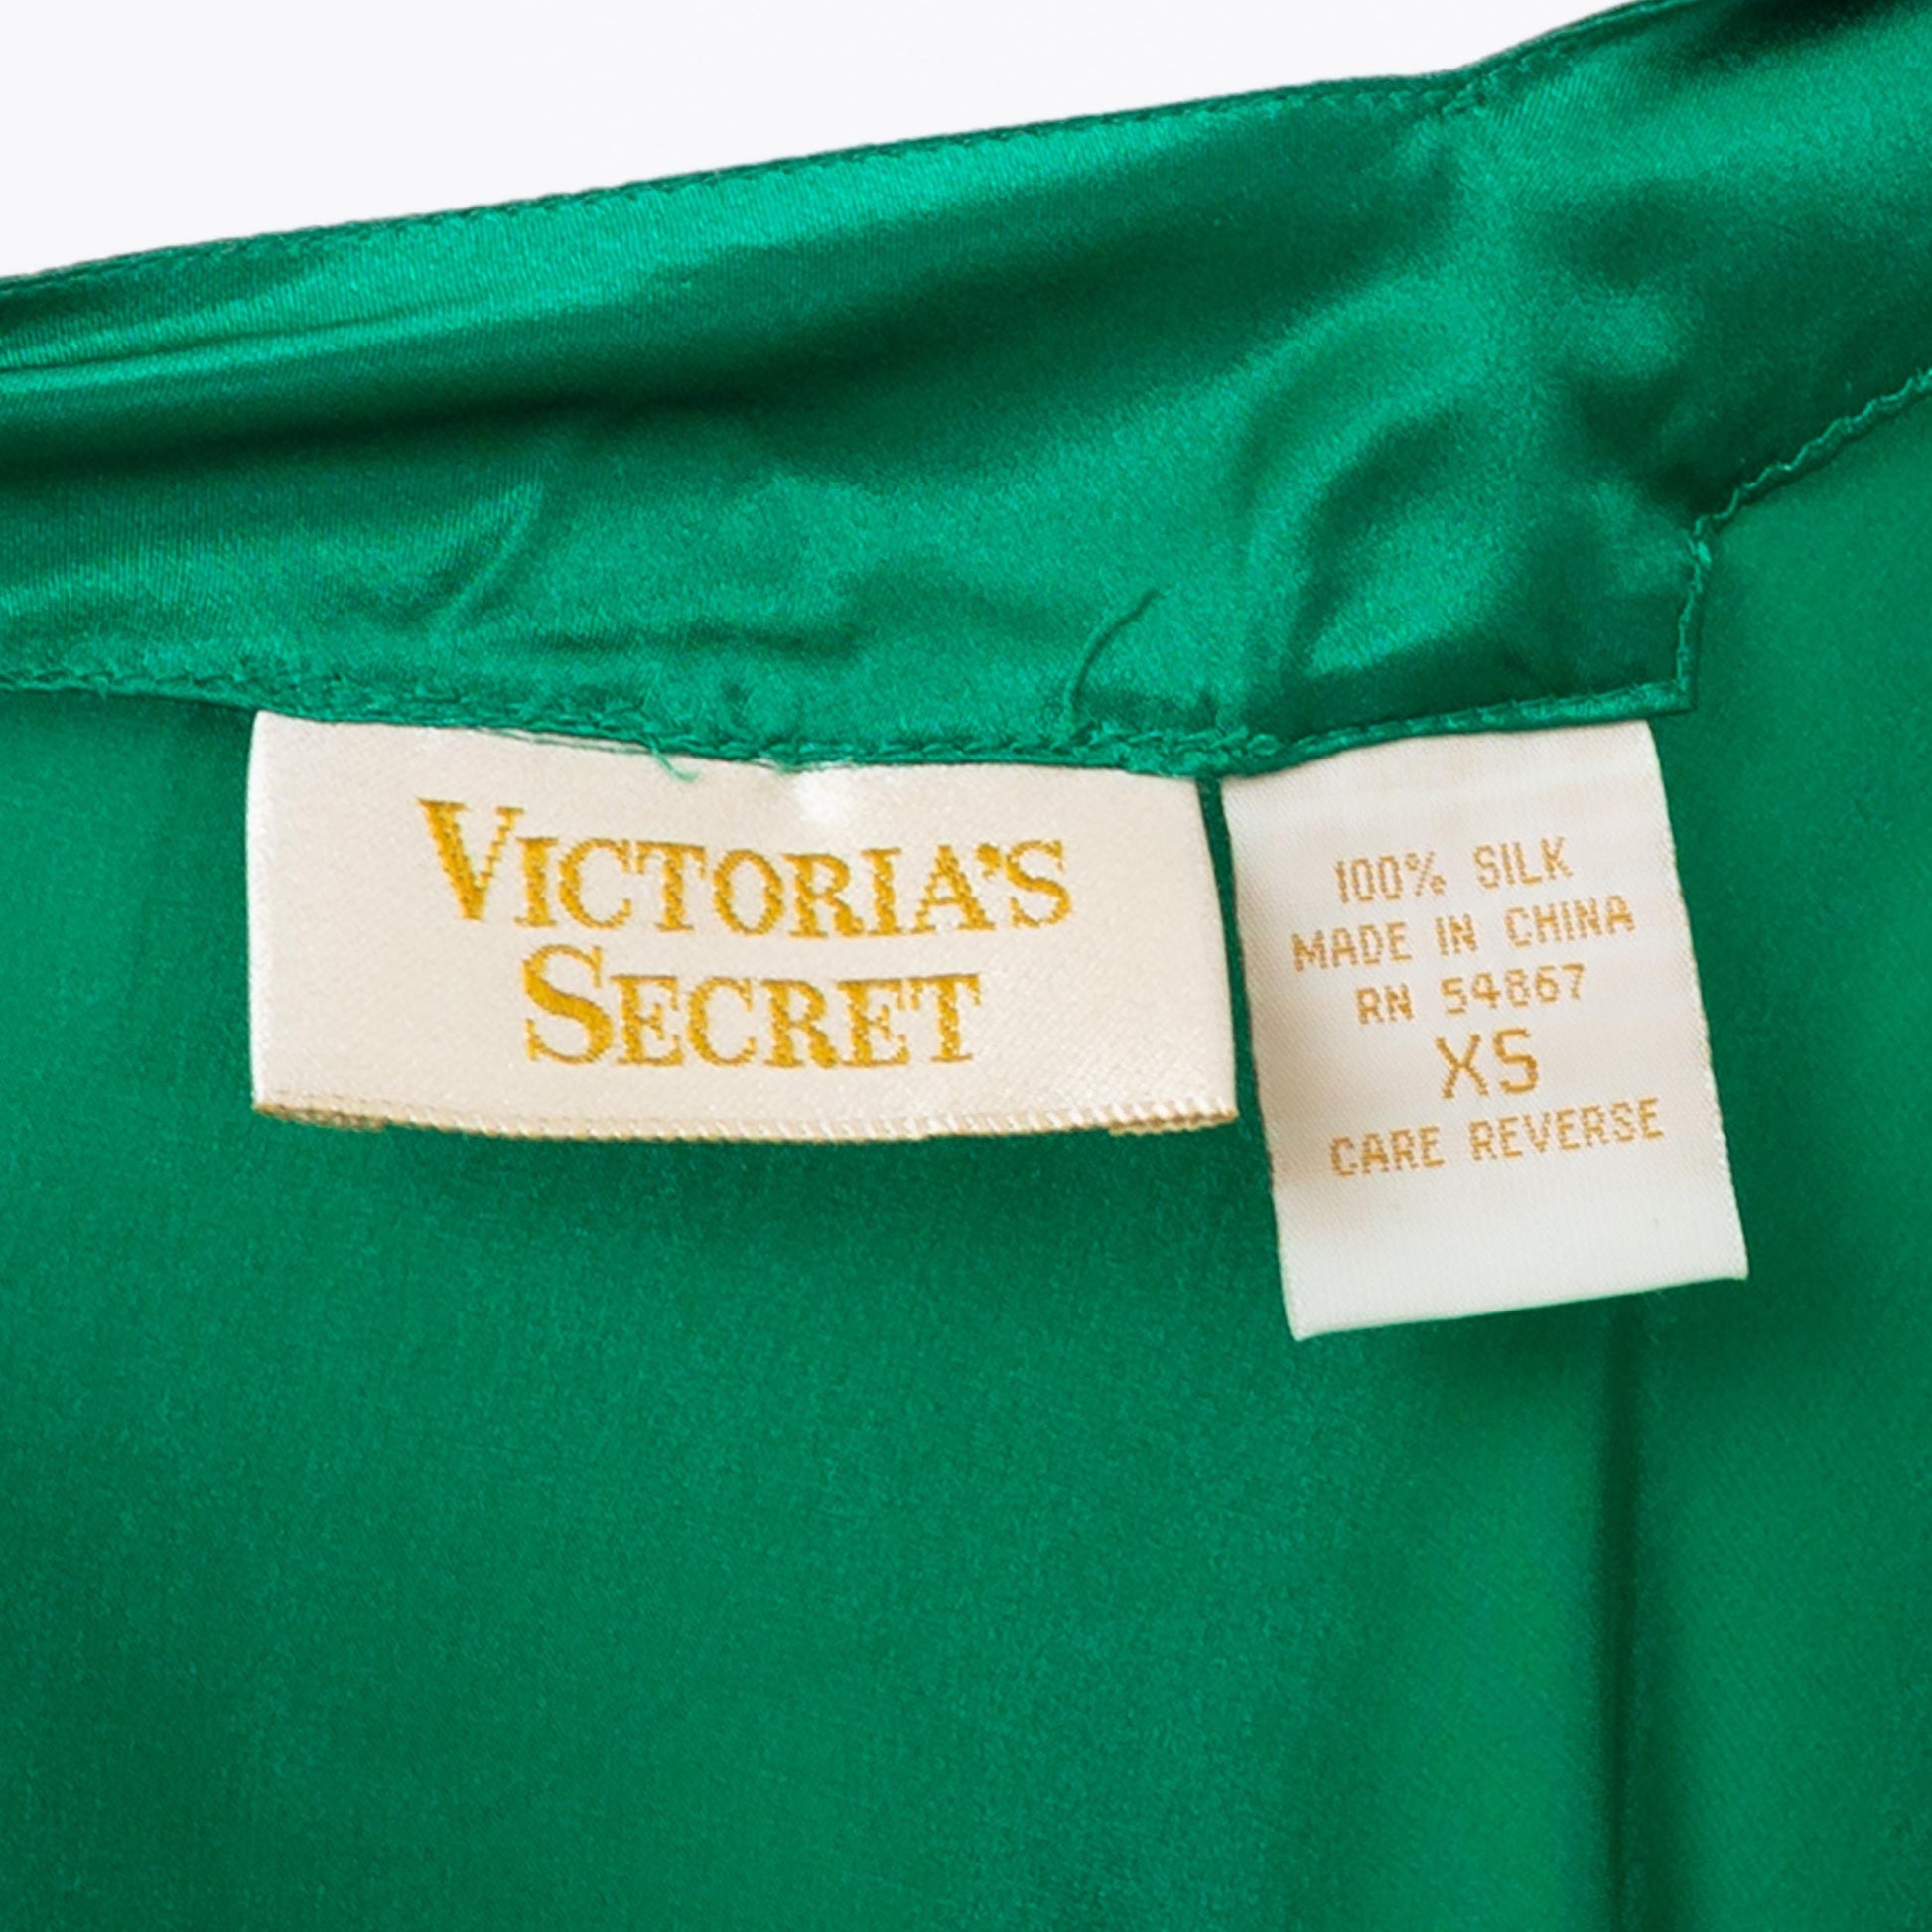 VICTORIA'S
SECRET
100% SILK
MADE IN CHINA
RN 54867
XS
CARE REVERSE